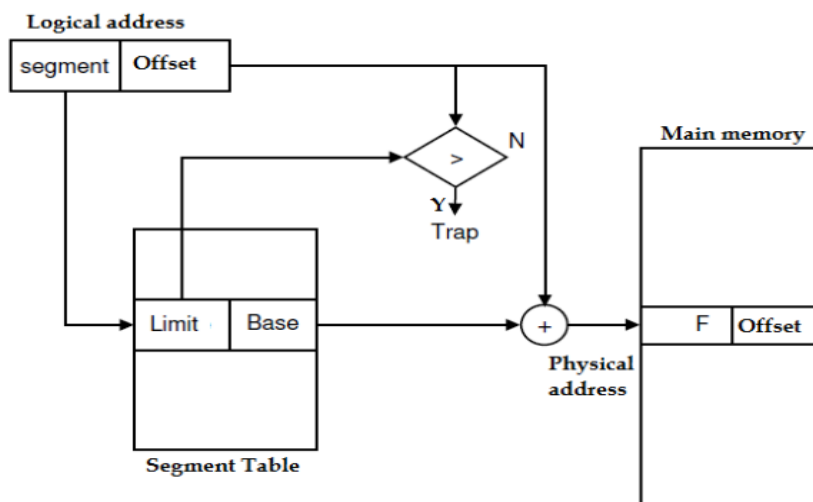 Logical address
segment Offset
>
N
Y
Trap
Main memory
Limit Base
+
F Offset
Physical
address
Segment Table